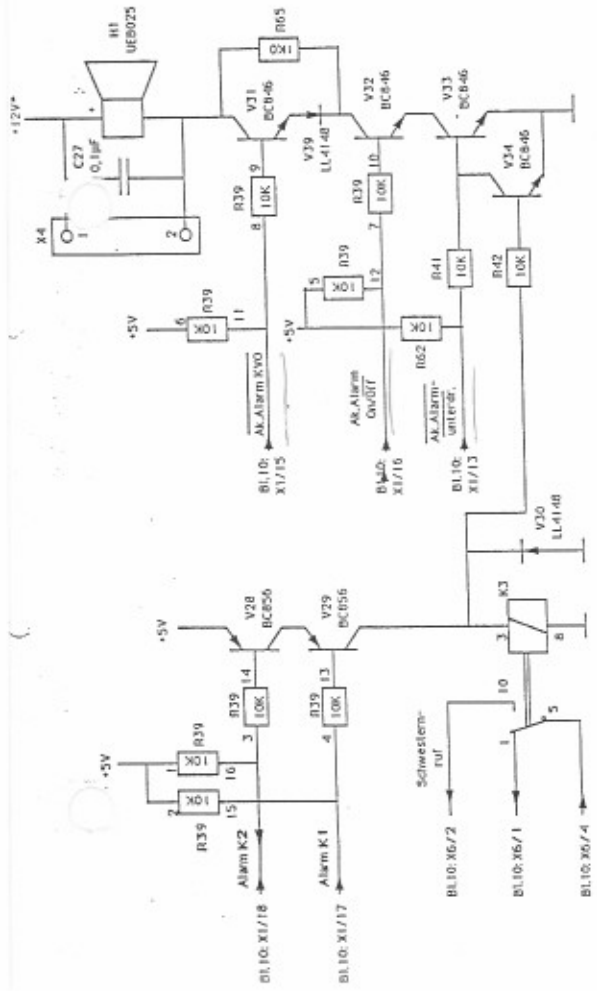 +12V*
H1
UEB025
C27
0,1µF
+
X4
1
2
R65
1K0
V31
BC846
9
R39
10K
8
+5V
6
R39
10K
11
Ak.Alarm KVO
Bl.10:
X1/15
V39
LL4148
V32
BC846
10
R39
10K
7
5
R39
10K
12
+5V
Ak.Alarm
On/Off
Bl.10:
X1/16
V33
BC846
V34
BC846
R41
10K
R42
10K
10K
R62
Ak.Alarm-
unterdr.
Bl.10:
X1/13
V30
LL4148
+5V
V28
BC856
14
R39
10K
3
V29
BC856
13
R39
10K
4
+5V
1
R39
10K
16
2
R39
10K
15
Alarm K2
Bl.10: X1/18
Alarm K1
Bl.10: X1/17
K3
3
8
10
1
5
Schwestern-
ruf
Bl.10: X6/2
Bl.10: X6/1
Bl.10: X6/4